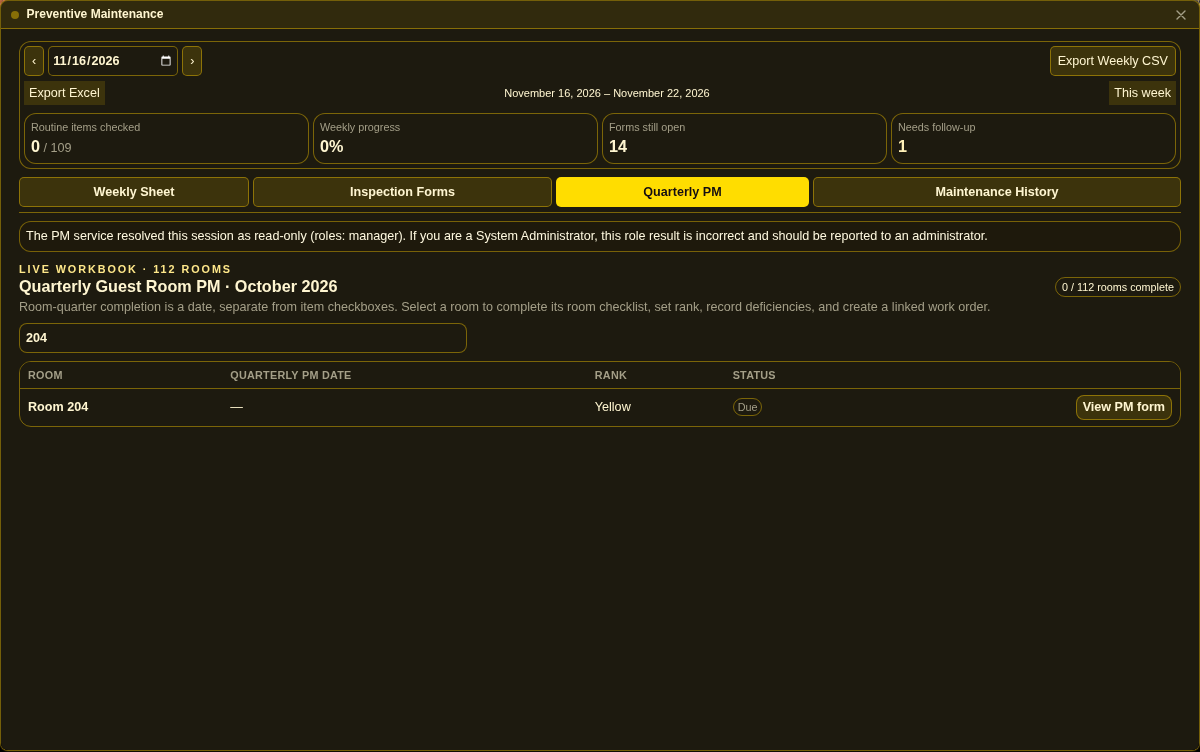 Preventive Maintenance
‹ 11/16/2026 › Export Weekly CSV
Export Excel November 16, 2026 – November 22, 2026 This week
Routine items checked Weekly progress Forms still open Needs follow-up
0 / 109 0% 14 1
Weekly Sheet Inspection Forms Quarterly PM Maintenance History
The PM service resolved this session as read-only (roles: manager). If you are a System Administrator, this role result is incorrect and should be reported to an administrator.
LIVE WORKBOOK · 112 ROOMS
Quarterly Guest Room PM · October 2026 0 / 112 rooms complete
Room-quarter completion is a date, separate from item checkboxes. Select a room to complete its room checklist, set rank, record deficiencies, and create a linked work order.
204
ROOM QUARTERLY PM DATE RANK STATUS
Room 204 — Yellow Due View PM form